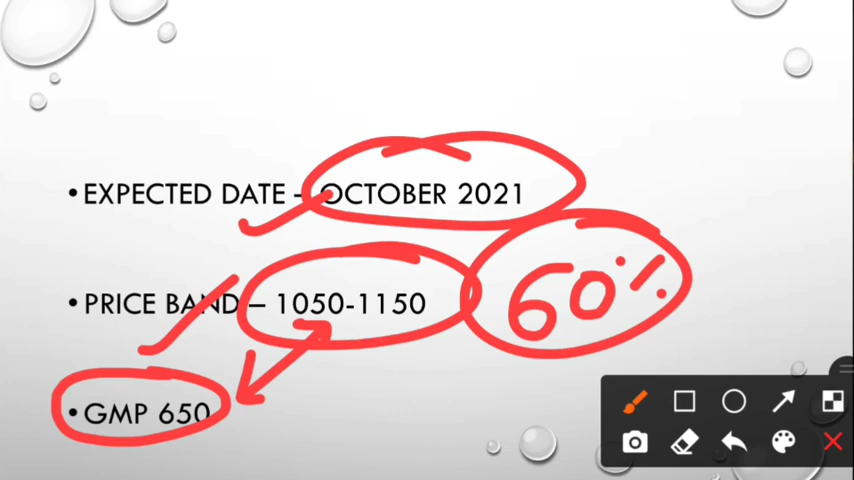 • EXPECTED DATE – OCTOBER 2021
• PRICE BAND – 1050-1150
60%
• GMP 650